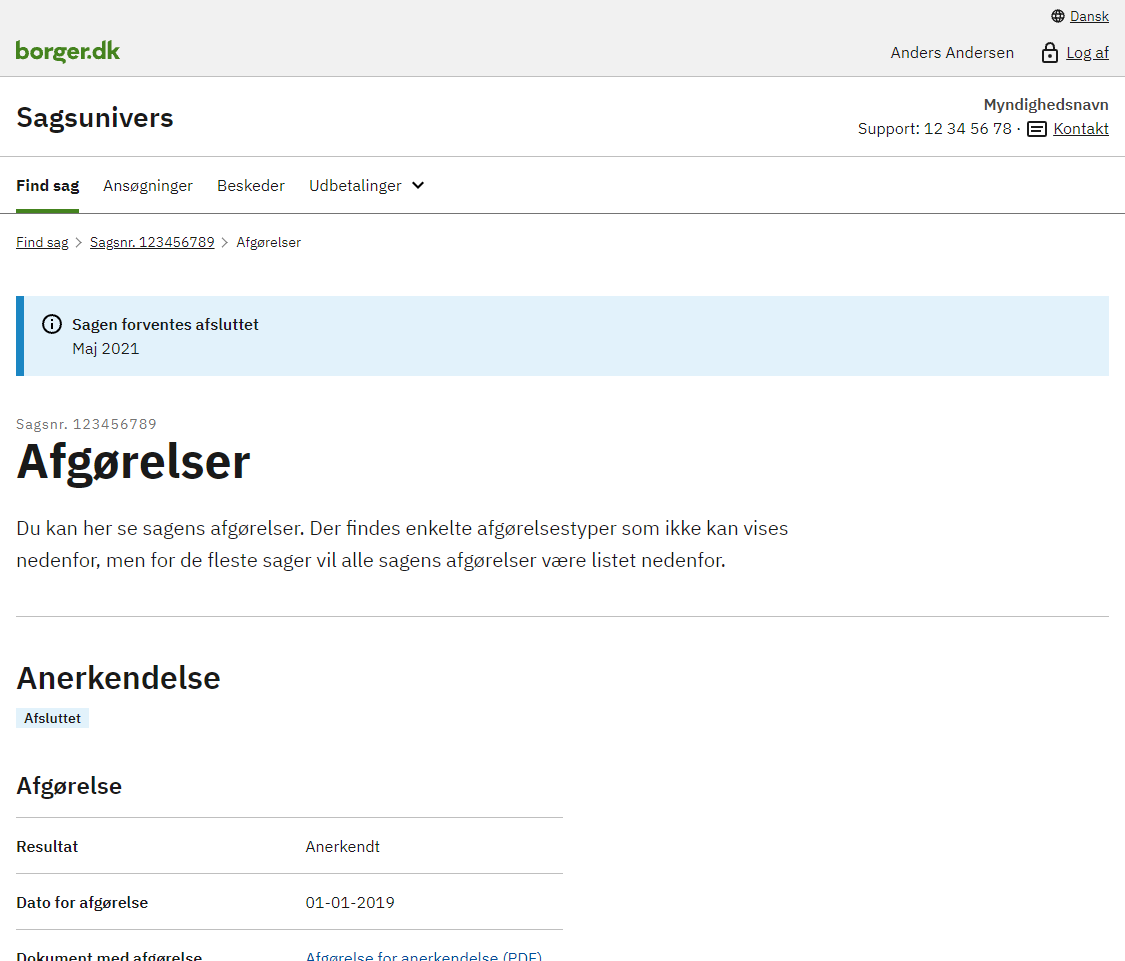 Dansk
borger.dk
Anders Andersen Log af
Sagsunivers
Myndighedsnavn
Support: 12 34 56 78 · Kontakt
Find sag Ansøgninger Beskeder Udbetalinger
Find sag > Sagsnr. 123456789 > Afgørelser
Sagen forventes afsluttet
Maj 2021
Sagsnr. 123456789
Afgørelser
Du kan her se sagens afgørelser. Der findes enkelte afgørelsestyper som ikke kan vises
nedenfor, men for de fleste sager vil alle sagens afgørelser være listet nedenfor.
Anerkendelse
Afsluttet
Afgørelse
Resultat Anerkendt
Dato for afgørelse 01-01-2019
Dokument med afgørelse Afgørelse for anerkendelse (PDF)